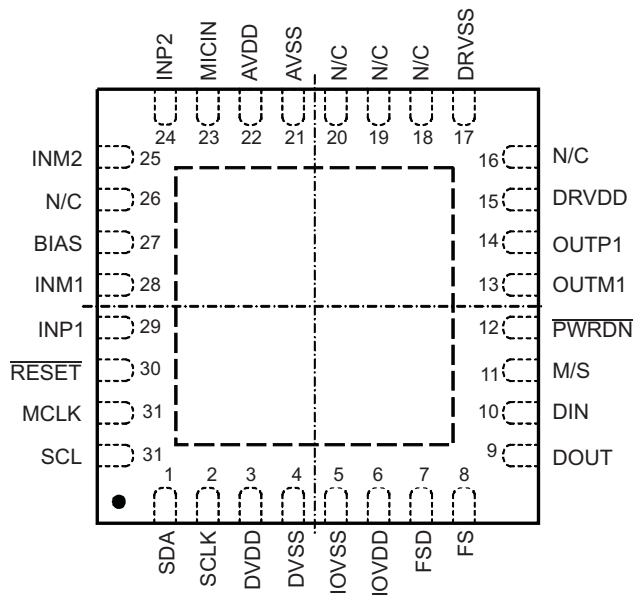 INP2 MICIN AVDD AVSS N/C N/C N/C DRVSS
24 23 22 21 20 19 18 17
INM2 25 16 N/C
N/C 26 15 DRVDD
BIAS 27 14 OUTP1
INM1 28 13 OUTM1
INP1 29 12 PWRDN
RESET 30 11 M/S
MCLK 31 10 DIN
SCL 31 9 DOUT
1 2 3 4 5 6 7 8
SDA SCLK DVDD DVSS IOVSS IOVDD FSD FS